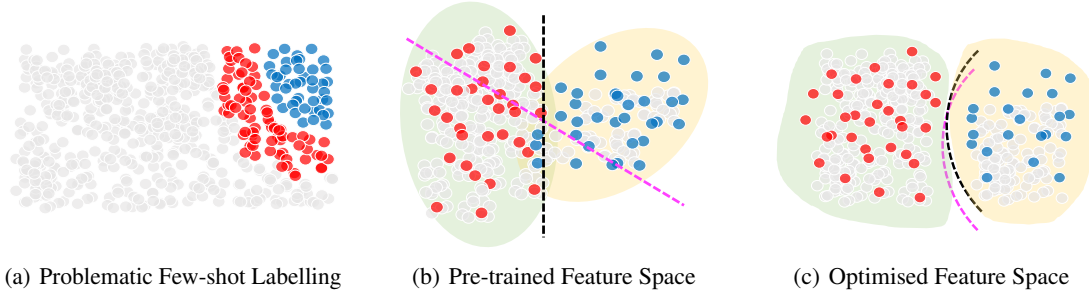 (a) Problematic Few-shot Labelling
(b) Pre-trained Feature Space
(c) Optimised Feature Space